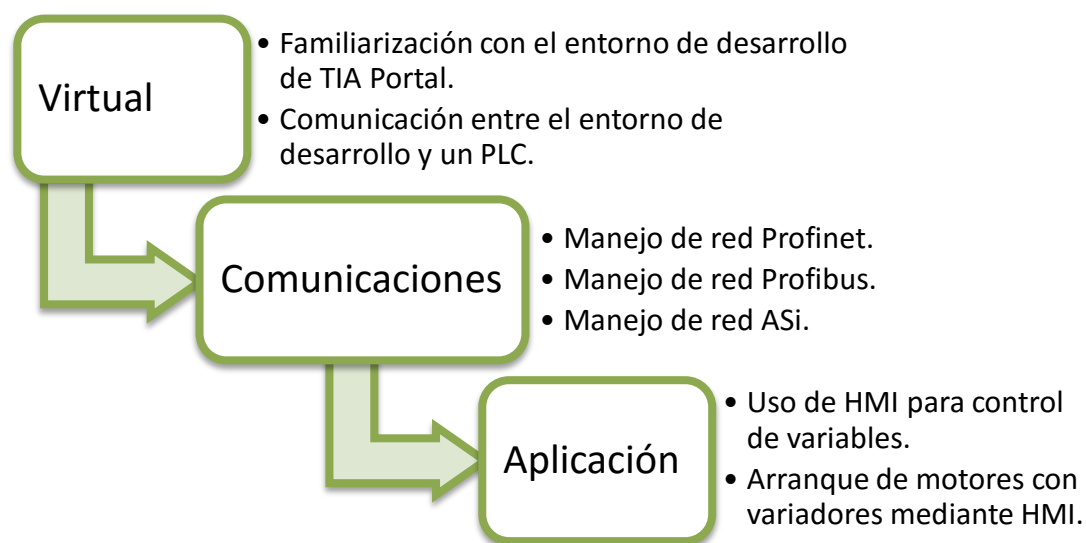 Virtual
• Familiarización con el entorno de desarrollo
de TIA Portal.
• Comunicación entre el entorno de
desarrollo y un PLC.
Comunicaciones
• Manejo de red Profinet.
• Manejo de red Profibus.
• Manejo de red ASi.
Aplicación
• Uso de HMI para control
de variables.
• Arranque de motores con
variadores mediante HMI.